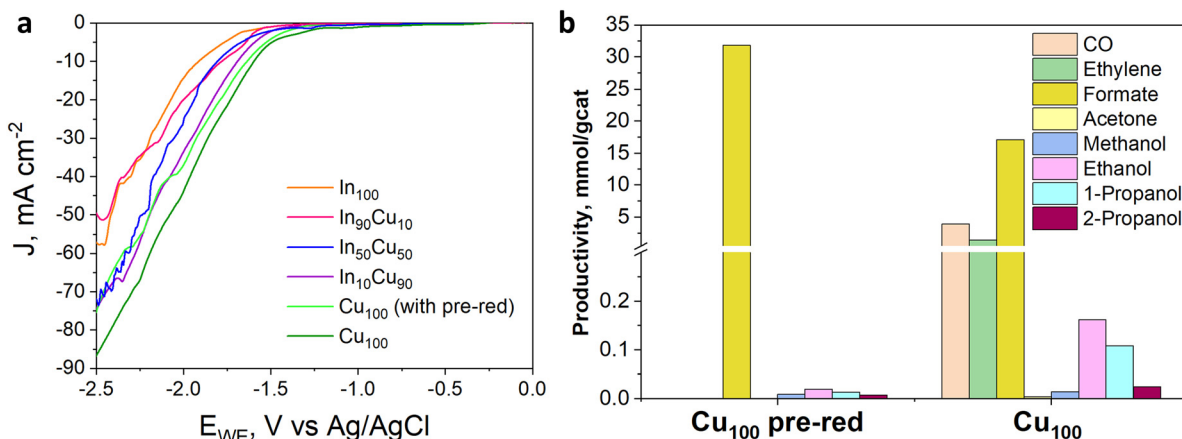 a
J, mA cm-2
0
-10
-20
-30
-40
-50
-60
-70
-80
-90
-2.5
-2.0
-1.5
-1.0
-0.5
0.0
In100
In90Cu10
In50Cu50
In10Cu90
Cu100 (with pre-red)
Cu100
EWE, V vs Ag/AgCl
b
Productivity, mmol/gcat
35
30
25
20
15
10
5
0.2
0.1
0.0
CO
Ethylene
Formate
Acetone
Methanol
Ethanol
1-Propanol
2-Propanol
Cu100 pre-red
Cu100